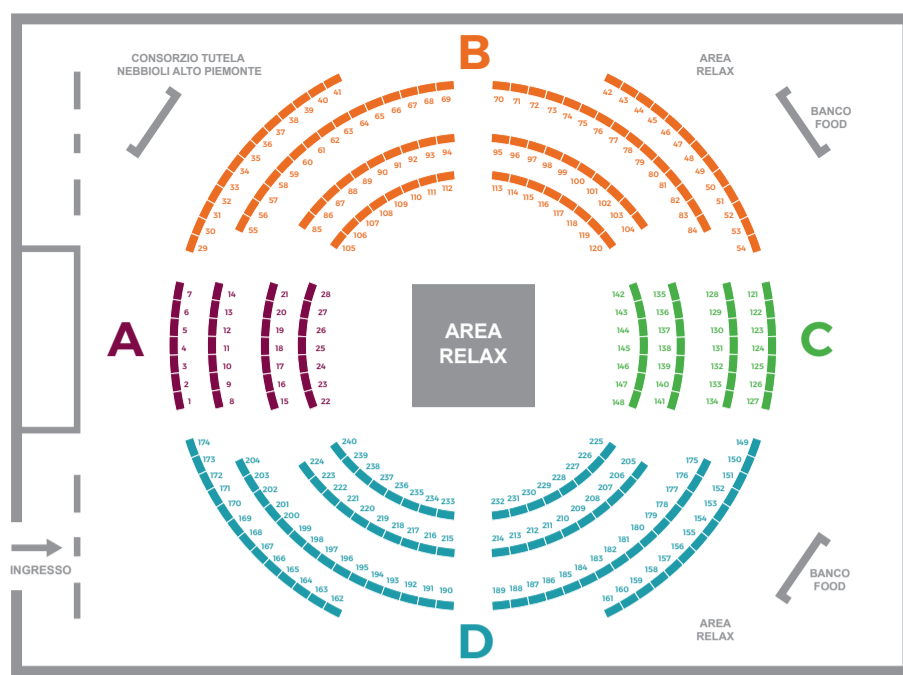 B
CONSORZIO TUTELA
NEBBIOLI ALTO PIEMONTE
AREA
RELAX
BANCO
FOOD
29 30 31 32 33 34 35 36 37 38 39 40 41
55 56 57 58 59 60 61 62 63 64 65 66 67 68 69
85 86 87 88 89 90 91 92 93 94
105 106 107 108 109 110 111 112
70 71 72 73 74 75 76 77 78 79 80 81 82 83 84
95 96 97 98 99 100 101 102 103 104
113 114 115 116 117 118 119 120
42 43 44 45 46 47 48 49 50 51 52 53 54
A
7 14 21 28
6 13 20 27
5 12 19 26
4 11 18 25
3 10 17 24
2 9 16 23
1 8 15 22
AREA
RELAX
142 135 128 121
143 136 129 122
144 137 130 123
145 138 131 124
146 139 132 125
147 140 133 126
148 141 134 127
C
174 173 172 171 170 169 168 167 166 165 164 163 162
204 203 202 201 200 199 198 197 196 195 194 193 192 191 190
224 223 222 221 220 219 218 217 216 215
240 239 238 237 236 235 234 233
232 231 230 229 228 227 226 225
214 213 212 211 210 209 208 207 206 205
189 188 187 186 185 184 183 182 181 180 179 178 177 176 175
161 160 159 158 157 156 155 154 153 152 151 150 149
INGRESSO
BANCO
FOOD
AREA
RELAX
D